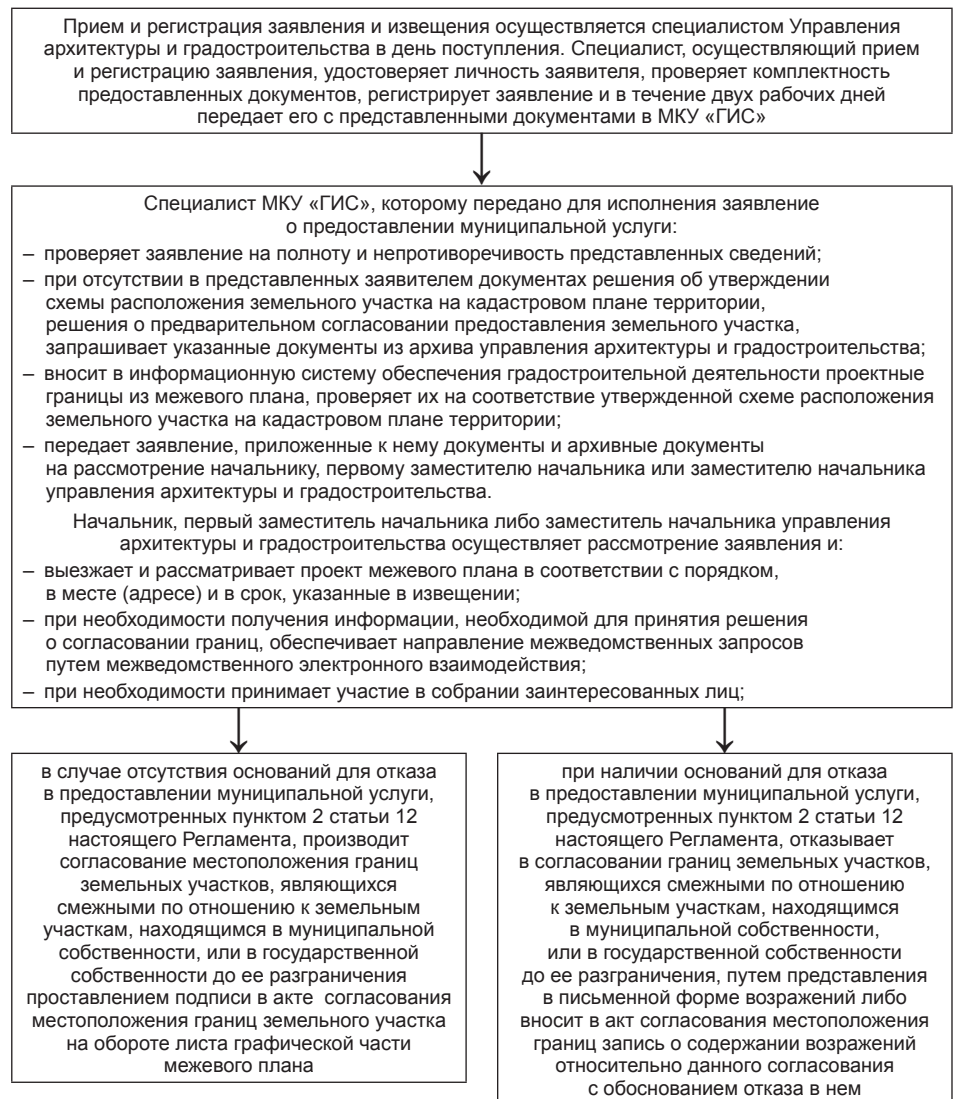 Прием и регистрация заявления и извещения осуществляется специалистом Управления
архитектуры и градостроительства в день поступления. Специалист, осуществляющий прием
и регистрацию заявления, удостоверяет личность заявителя, проверяет комплектность
предоставленных документов, регистрирует заявление и в течение двух рабочих дней
передает его с представленными документами в МКУ «ГИС»
Специалист МКУ «ГИС», которому передано для исполнения заявление
о предоставлении муниципальной услуги:
– проверяет заявление на полноту и непротиворечивость представленных сведений;
– при отсутствии в представленных заявителем документах решения об утверждении
схемы расположения земельного участка на кадастровом плане территории,
решения о предварительном согласовании предоставления земельного участка,
запрашивает указанные документы из архива управления архитектуры и градостроительства;
– вносит в информационную систему обеспечения градостроительной деятельности проектные
границы из межевого плана, проверяет их на соответствие утвержденной схеме расположения
земельного участка на кадастровом плане территории;
– передает заявление, приложенные к нему документы и архивные документы
на рассмотрение начальнику, первому заместителю начальника или заместителю начальника
управления архитектуры и градостроительства.
Начальник, первый заместитель начальника либо заместитель начальника управления
архитектуры и градостроительства осуществляет рассмотрение заявления и:
– выезжает и рассматривает проект межевого плана в соответствии с порядком,
в месте (адресе) и в срок, указанные в извещении;
– при необходимости получения информации, необходимой для принятия решения
о согласовании границ, обеспечивает направление межведомственных запросов
путем межведомственного электронного взаимодействия;
– при необходимости принимает участие в собрании заинтересованных лиц;
в случае отсутствия оснований для отказа
в предоставлении муниципальной услуги,
предусмотренных пунктом 2 статьи 12
настоящего Регламента, производит
согласование местоположения границ
земельных участков, являющихся
смежными по отношению к земельным
участкам, находящимся в муниципальной
собственности, или в государственной
собственности до ее разграничения
проставлением подписи в акте согласования
местоположения границ земельного участка
на обороте листа графической части
межевого плана
при наличии оснований для отказа
в предоставлении муниципальной услуги,
предусмотренных пунктом 2 статьи 12
настоящего Регламента, отказывает
в согласовании границ земельных участков,
являющихся смежными по отношению
к земельным участкам, находящимся
в муниципальной собственности,
или в государственной собственности
до ее разграничения, путем представления
в письменной форме возражений либо
вносит в акт согласования местоположения
границ запись о содержании возражений
относительно данного согласования
с обоснованием отказа в нем